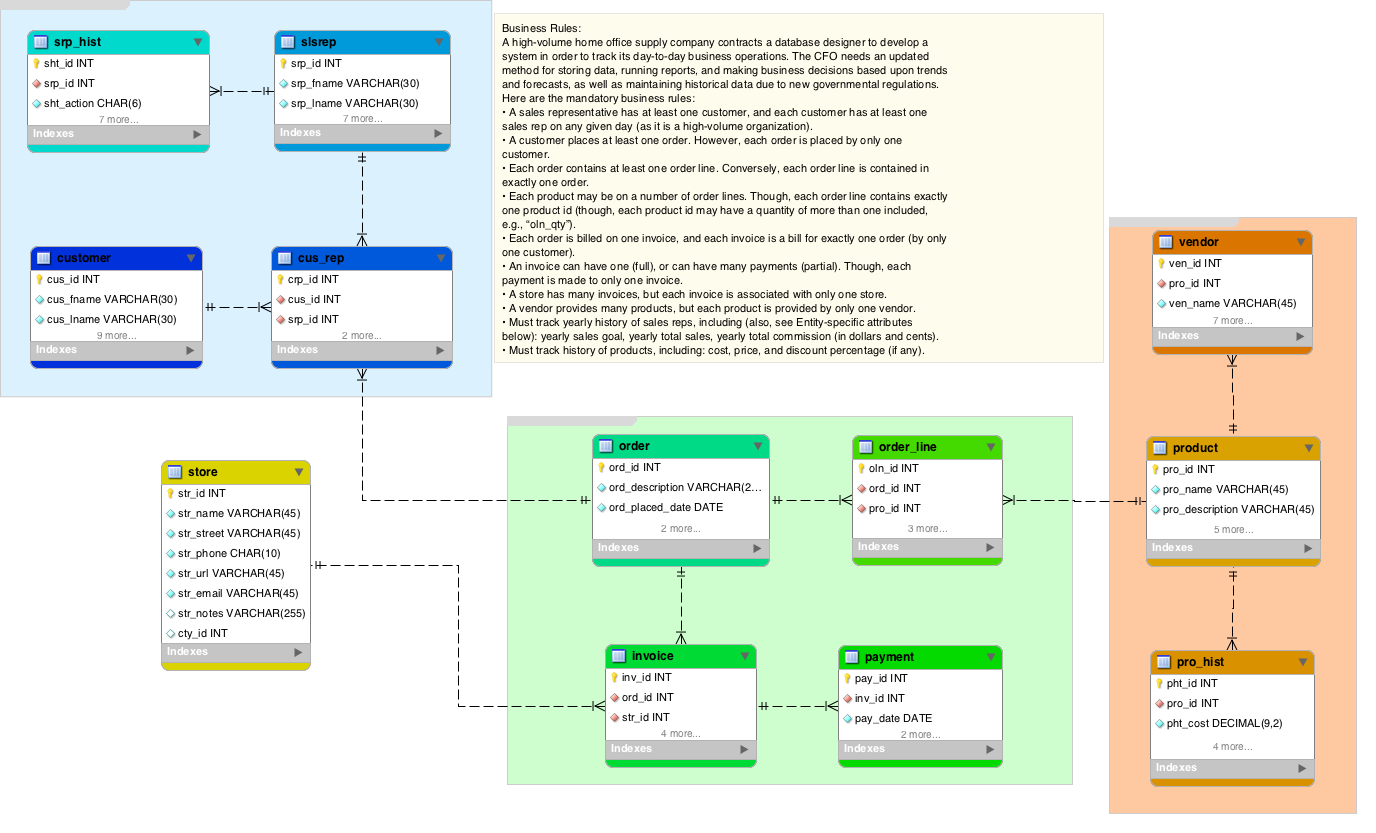 srp_hist
sht_id INT
srp_id INT
sht_action CHAR(6)
7 more...
Indexes
slsrep
srp_id INT
srp_fname VARCHAR(30)
srp_lname VARCHAR(30)
7 more...
Indexes
customer
cus_id INT
cus_fname VARCHAR(30)
cus_lname VARCHAR(30)
9 more...
Indexes
cus_rep
crp_id INT
cus_id INT
srp_id INT
2 more...
Indexes
Business Rules:
A high-volume home office supply company contracts a database designer to develop a
system in order to track its day-to-day business operations. The CFO needs an updated
method for storing data, running reports, and making business decisions based upon trends
and forecasts, as well as maintaining historical data due to new governmental regulations.
Here are the mandatory business rules:
• A sales representative has at least one customer, and each customer has at least one
sales rep on any given day (as it is a high-volume organization).
• A customer places at least one order. However, each order is placed by only one
customer.
• Each order contains at least one order line. Conversely, each order line is contained in
exactly one order.
• Each product may be on a number of order lines. Though, each order line contains exactly
one product id (though, each product id may have a quantity of more than one included,
e.g., “oln_qty”).
• Each order is billed on one invoice, and each invoice is a bill for exactly one order (by only
one customer).
• An invoice can have one (full), or can have many payments (partial). Though, each
payment is made to only one invoice.
• A store has many invoices, but each invoice is associated with only one store.
• A vendor provides many products, but each product is provided by only one vendor.
• Must track yearly history of sales reps, including (also, see Entity-specific attributes
below): yearly sales goal, yearly total sales, yearly total commission (in dollars and cents).
• Must track history of products, including: cost, price, and discount percentage (if any).
vendor
ven_id INT
pro_id INT
ven_name VARCHAR(45)
7 more...
Indexes
store
str_id INT
str_name VARCHAR(45)
str_street VARCHAR(45)
str_phone CHAR(10)
str_url VARCHAR(45)
str_email VARCHAR(45)
str_notes VARCHAR(255)
cty_id INT
Indexes
order
ord_id INT
ord_description VARCHAR(2...
ord_placed_date DATE
2 more...
Indexes
order_line
oln_id INT
ord_id INT
pro_id INT
3 more...
Indexes
product
pro_id INT
pro_name VARCHAR(45)
pro_description VARCHAR(45)
5 more...
Indexes
invoice
inv_id INT
ord_id INT
str_id INT
4 more...
Indexes
payment
pay_id INT
inv_id INT
pay_date DATE
2 more...
Indexes
pro_hist
pht_id INT
pro_id INT
pht_cost DECIMAL(9,2)
4 more...
Indexes